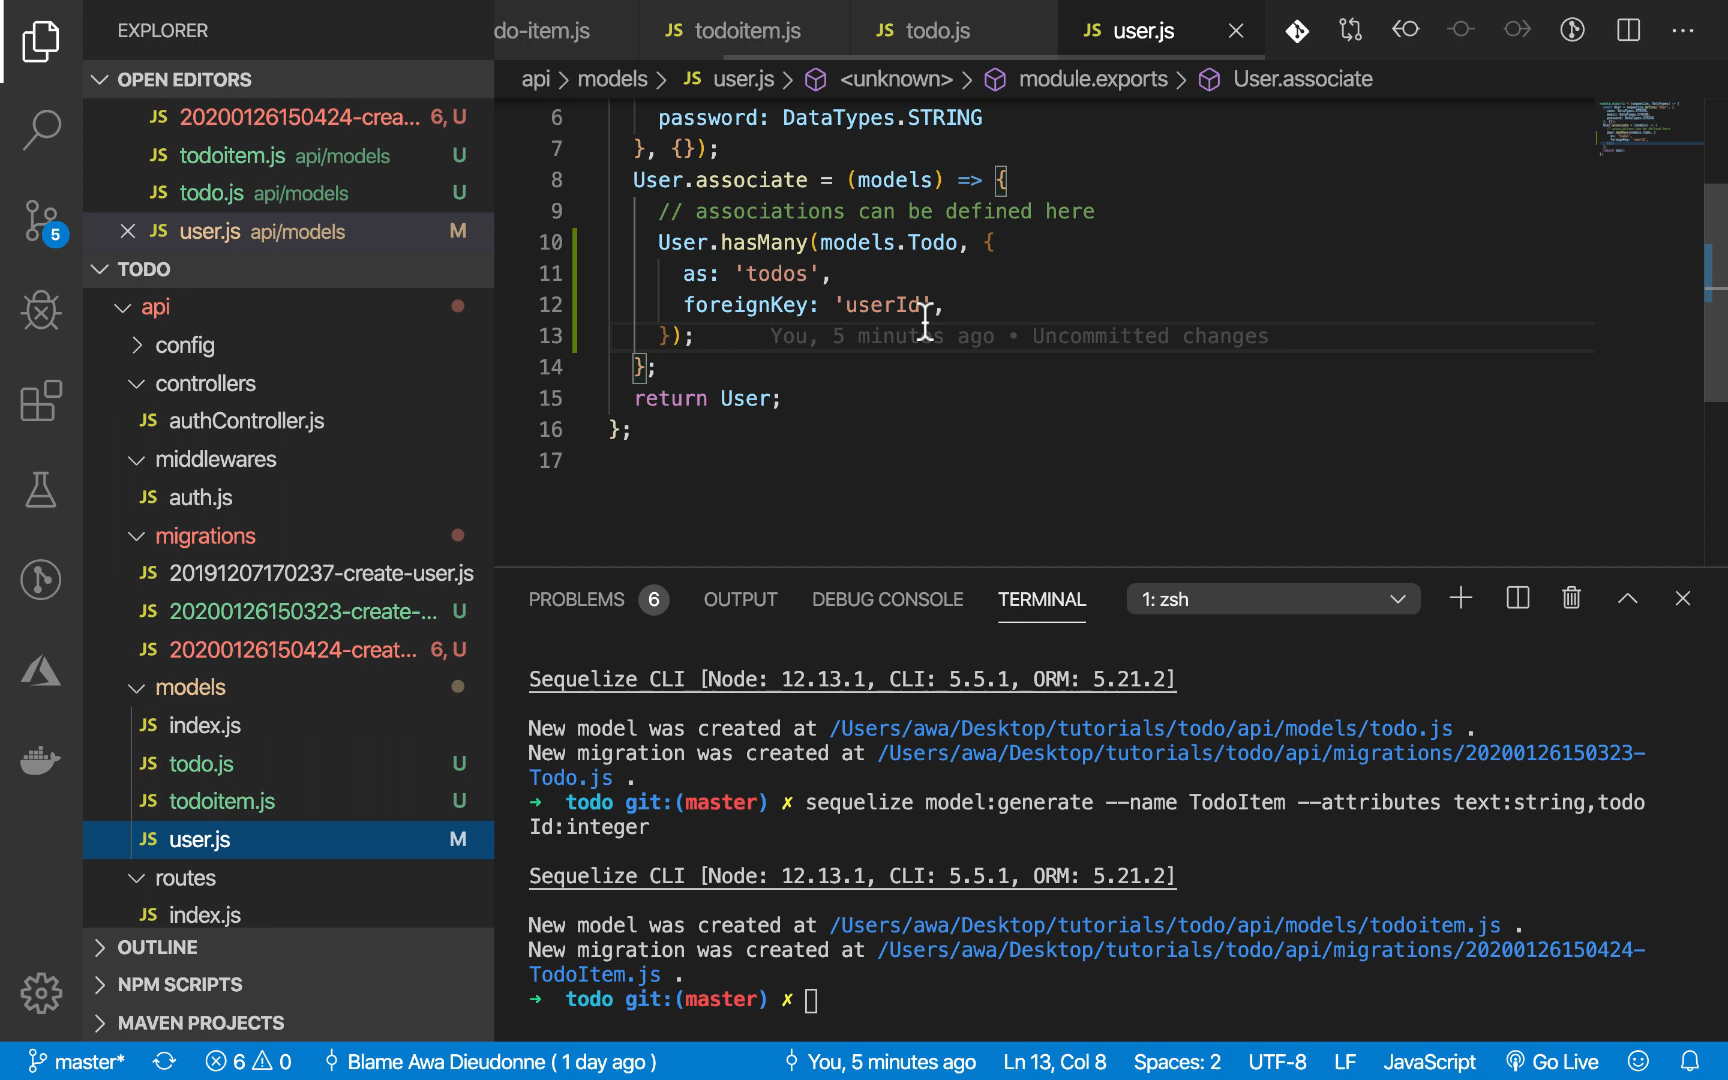 EXPLORER
OPEN EDITORS
JS 20200126150424-crea... 6, U
JS todoitem.js api/models U
JS todo.js api/models U
JS user.js api/models M
TODO
api
config
controllers
JS authController.js
middlewares
JS auth.js
migrations
JS 20191207170237-create-user.js
JS 20200126150323-create-... U
JS 20200126150424-creat... 6, U
models
JS index.js
JS todo.js U
JS todoitem.js U
JS user.js M
routes
JS index.js
OUTLINE
NPM SCRIPTS
MAVEN PROJECTS
5
do-item.js JS todoitem.js JS todo.js JS user.js
api > models > JS user.js > <unknown> > module.exports > User.associate
6 password: DataTypes.STRING
7 }, {});
8 User.associate = (models) => {
9 // associations can be defined here
10 User.hasMany(models.Todo, {
11 as: 'todos',
12 foreignKey: 'userId',
13 }); You, 5 minutes ago • Uncommitted changes
14 };
15 return User;
16 };
17
PROBLEMS 6 OUTPUT DEBUG CONSOLE TERMINAL 1: zsh
Sequelize CLI [Node: 12.13.1, CLI: 5.5.1, ORM: 5.21.2]
New model was created at /Users/awa/Desktop/tutorials/todo/api/models/todo.js .
New migration was created at /Users/awa/Desktop/tutorials/todo/api/migrations/20200126150323-
Todo.js .
→ todo git:(master) ✗ sequelize model:generate --name TodoItem --attributes text:string,todo
Id:integer
Sequelize CLI [Node: 12.13.1, CLI: 5.5.1, ORM: 5.21.2]
New model was created at /Users/awa/Desktop/tutorials/todo/api/models/todoitem.js .
New migration was created at /Users/awa/Desktop/tutorials/todo/api/migrations/20200126150424-
TodoItem.js .
→ todo git:(master) ✗
master* 6 0 Blame Awa Dieudonne ( 1 day ago ) You, 5 minutes ago Ln 13, Col 8 Spaces: 2 UTF-8 LF JavaScript Go Live